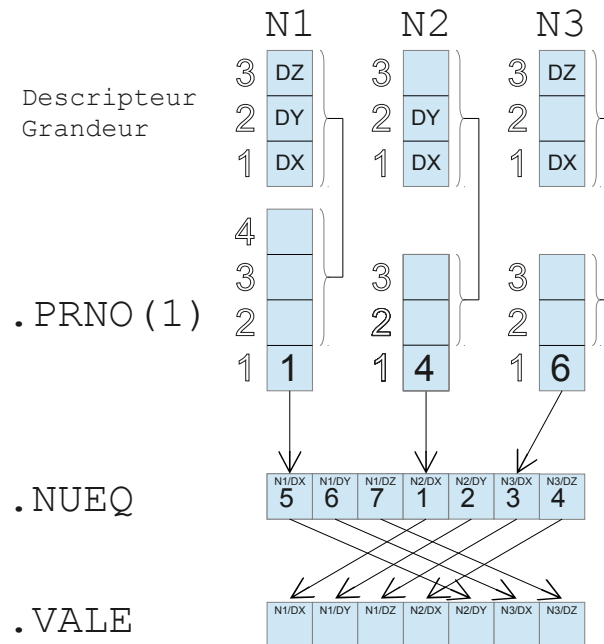 N1 N2 N3
3 DZ 3 3 DZ
Descripteur
Grandeur
2 DY 2 DY 2
1 DX 1 DX 1 DX
4
3 3 3
.PRNO(1)
2 2 2
1 1 1 4 1 6
N1/DX N1/DY N1/DZ N2/DX N2/DY N3/DX N3/DZ
.NUEQ 5 6 7 1 2 3 4
N1/DX N1/DY N1/DZ N2/DX N2/DY N3/DX N3/DZ
.VALE